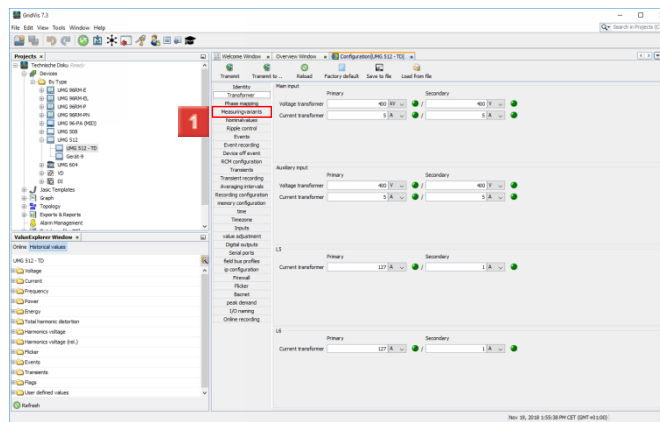 GridVis 7.3
File Edit View Tools Window Help
Search in Projects (C
Projects
Technische Doku -Ready
Devices
By Type
UMG 96RM-E
UMG 96RM-EL
UMG 96RM-P
UMG 96RM-PN
UMG 96-PA (MID)
UMG 508
UMG 512
UMG 512 - TD
Gerät-9
UMG 604
I/O
Jasic Templates
Graph
Topology
Exports & Reports
Alarm Management
ValueExplorer Window
Online Historical values
UMG 512 - TD
Voltage
Current
Frequency
Power
Energy
Total harmonic distortion
Harmonics voltage
Harmonics voltage (rel.)
Flicker
Events
Transients
Flags
User defined values
Refresh
Welcome Window
Overview Window
Configuration[UMG 512 - TD]
Transmit
Transmit to ...
Reload
Factory default
Save to file
Load from file
Identity
Transformer
Phase mapping
Measuringvariants
1
Nominalvalues
Ripple control
Events
Event recording
Device off event
RCM configuration
Transients
Transient recording
Averaging intervals
Recording configuration
memory configuration
time
Timezone
Inputs
value adjustment
Digital outputs
Serial ports
field bus profiles
ip configuration
Firewall
Flicker
Bacnet
peak demand
I/O naming
Online recording
Main input
Primary Secondary
Voltage transformer 400 kV / 400 V
Current transformer 5 A / 5 A
Auxiliary input
Primary Secondary
Voltage transformer 400 V / 400 V
Current transformer 5 A / 5 A
L5
Primary Secondary
Current transformer 127 A / 1 A
L6
Primary Secondary
Current transformer 127 A / 1 A
Nov 19, 2018 1:55:38 PM CET (GMT +01:00)